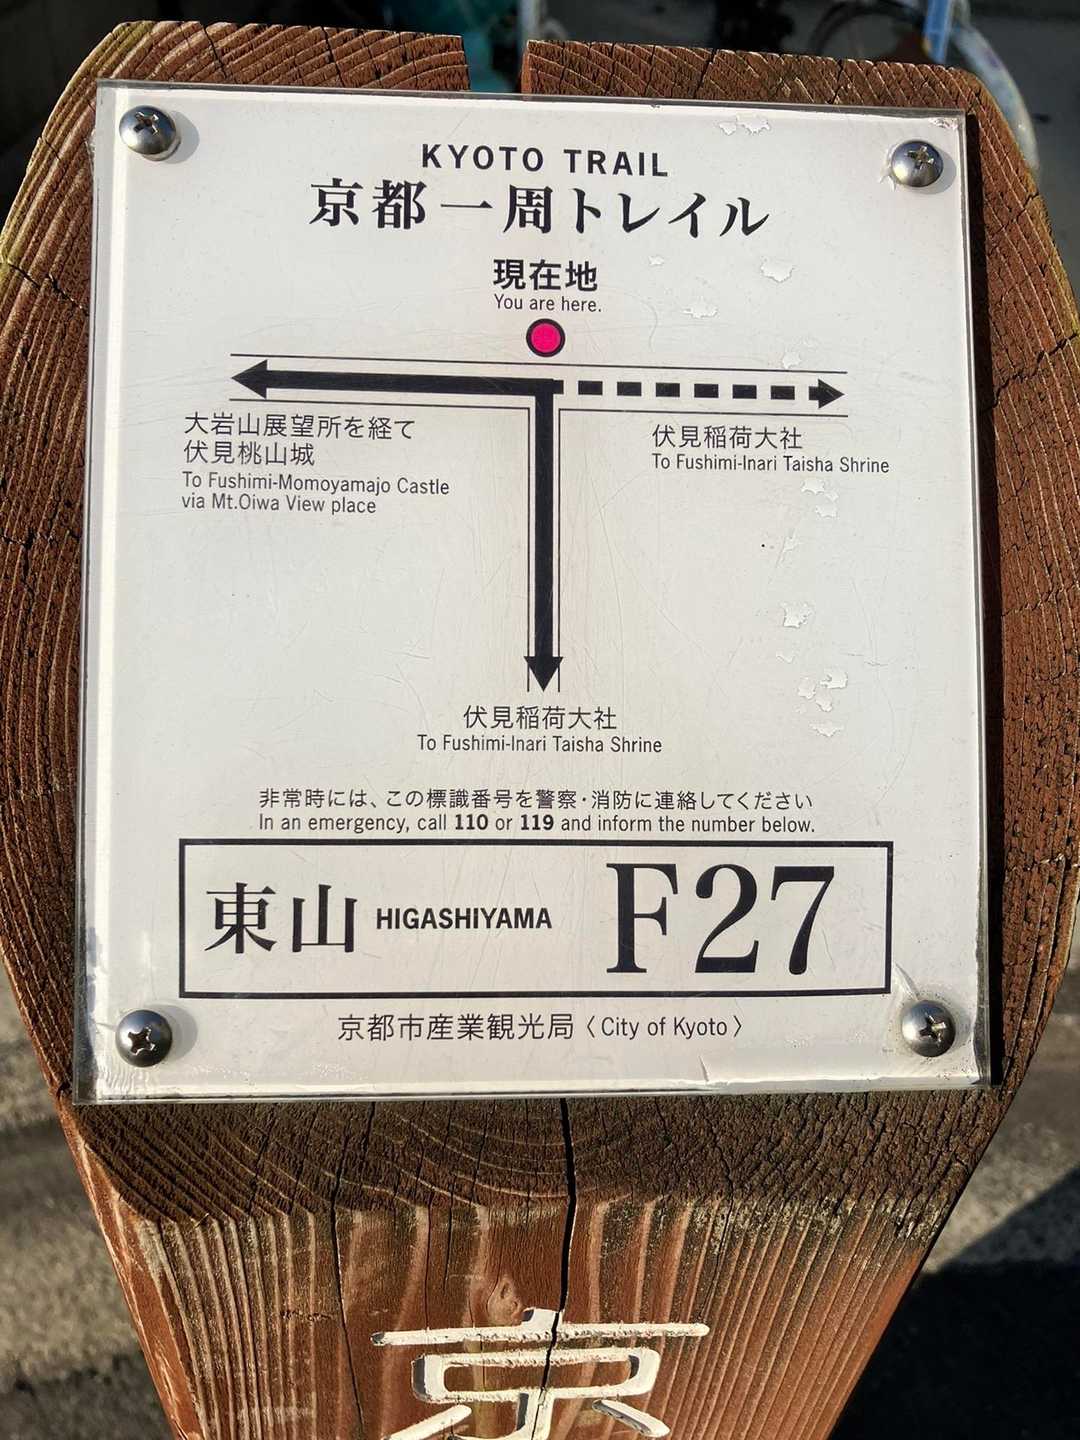 KYOTO TRAIL
京都一周トレイル
現在地
You are here.
大岩山展望所を経て
伏見桃山城
To Fushimi-Momoyamajo Castle
via Mt.Oiwa View place
伏見稲荷大社
To Fushimi-Inari Taisha Shrine
伏見稲荷大社
To Fushimi-Inari Taisha Shrine
非常時には、この標識番号を警察・消防に連絡してください
In an emergency, call 110 or 119 and inform the number below.
東山 HIGASHIYAMA F27
京都市産業観光局〈City of Kyoto〉
京